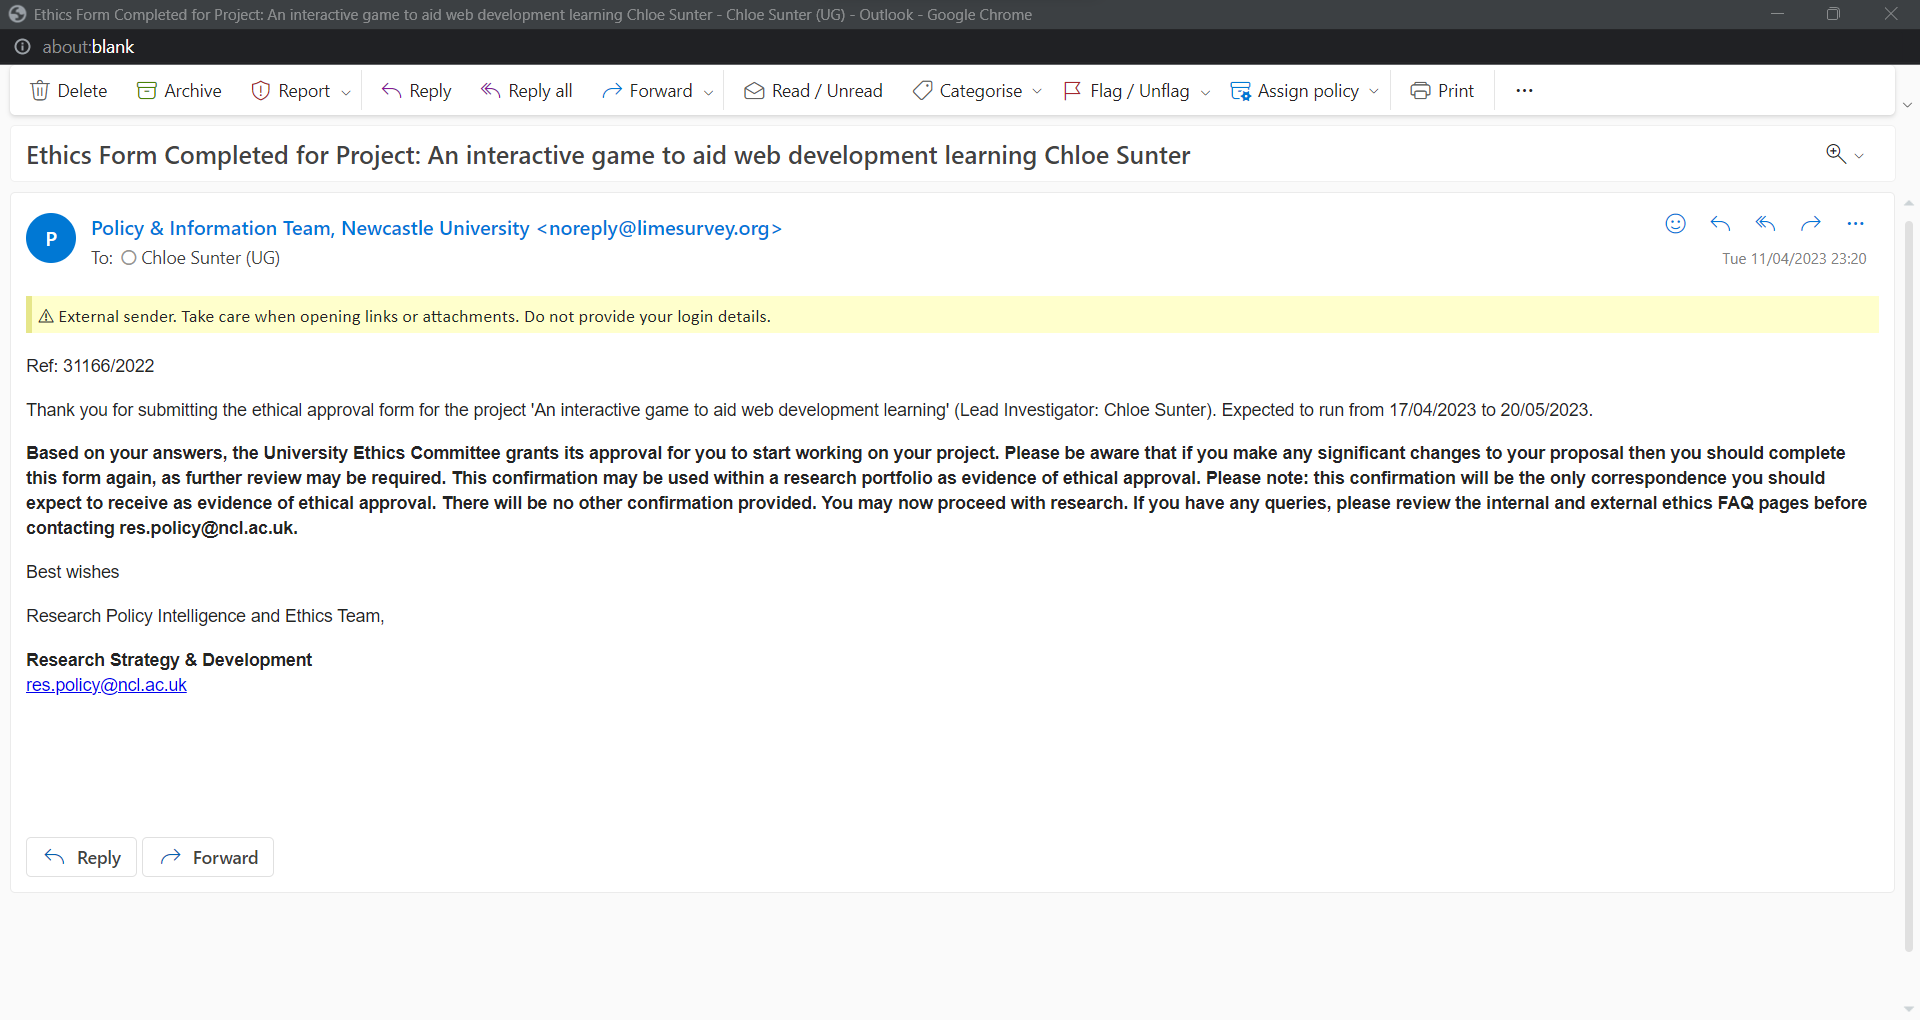 Ethics Form Completed for Project: An interactive game to aid web development learning Chloe Sunter - Chloe Sunter (UG) - Outlook - Google Chrome
about:blank
Delete Archive Report Reply Reply all Forward Read / Unread Categorise Flag / Unflag Assign policy Print
Ethics Form Completed for Project: An interactive game to aid web development learning Chloe Sunter
P
Policy & Information Team, Newcastle University <noreply@limesurvey.org>
To: Chloe Sunter (UG)
Tue 11/04/2023 23:20
⚠ External sender. Take care when opening links or attachments. Do not provide your login details.
Ref: 31166/2022
Thank you for submitting the ethical approval form for the project 'An interactive game to aid web development learning' (Lead Investigator: Chloe Sunter). Expected to run from 17/04/2023 to 20/05/2023.
Based on your answers, the University Ethics Committee grants its approval for you to start working on your project. Please be aware that if you make any significant changes to your proposal then you should complete
this form again, as further review may be required. This confirmation may be used within a research portfolio as evidence of ethical approval. Please note: this confirmation will be the only correspondence you should
expect to receive as evidence of ethical approval. There will be no other confirmation provided. You may now proceed with research. If you have any queries, please review the internal and external ethics FAQ pages before
contacting res.policy@ncl.ac.uk.
Best wishes
Research Policy Intelligence and Ethics Team,
Research Strategy & Development
res.policy@ncl.ac.uk
Reply Forward